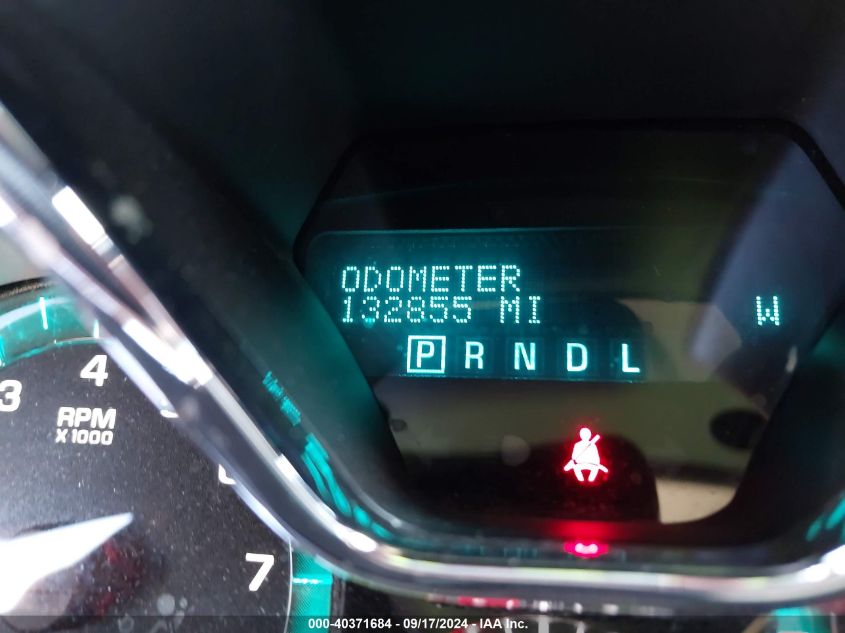 ODOMETER
132855 MI
W
P R N D L
3
4
RPM
X1000
7
000-40371684 - 09/17/2024 - IAA Inc.